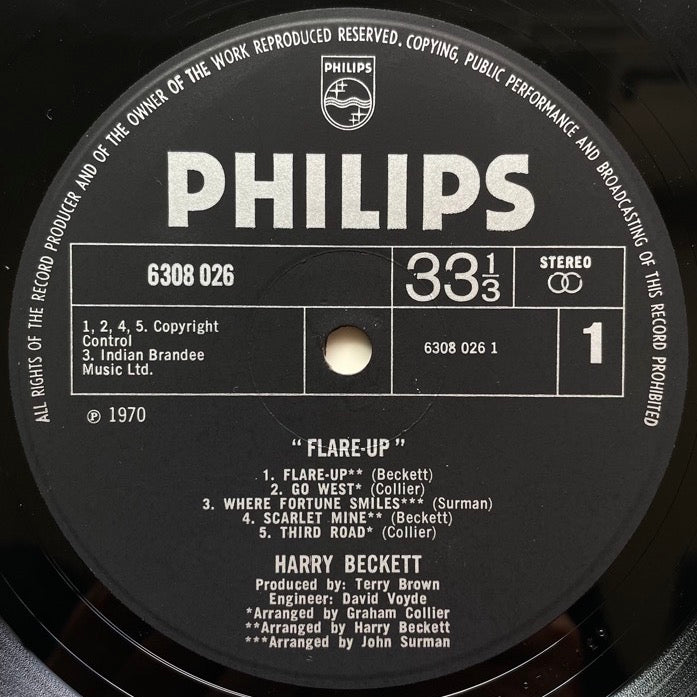 ALL RIGHTS OF THE RECORD PRODUCER AND OF THE OWNER OF THE WORK REPRODUCED RESERVED. COPYING, PUBLIC PERFORMANCE AND BROADCASTING OF THIS RECORD PROHIBITED
PHILIPS
PHILIPS
6308 026
33⅓
STEREO
1, 2, 4, 5. Copyright
Control
3. Indian Brandee
Music Ltd.
6308 026 1
1
℗ 1970
"FLARE-UP"
1. FLARE-UP** (Beckett)
2. GO WEST* (Collier)
3. WHERE FORTUNE SMILES*** (Surman)
4. SCARLET MINE** (Beckett)
5. THIRD ROAD* (Collier)
HARRY BECKETT
Produced by: Terry Brown
Engineer: David Voyde
*Arranged by Graham Collier
**Arranged by Harry Beckett
***Arranged by John Surman